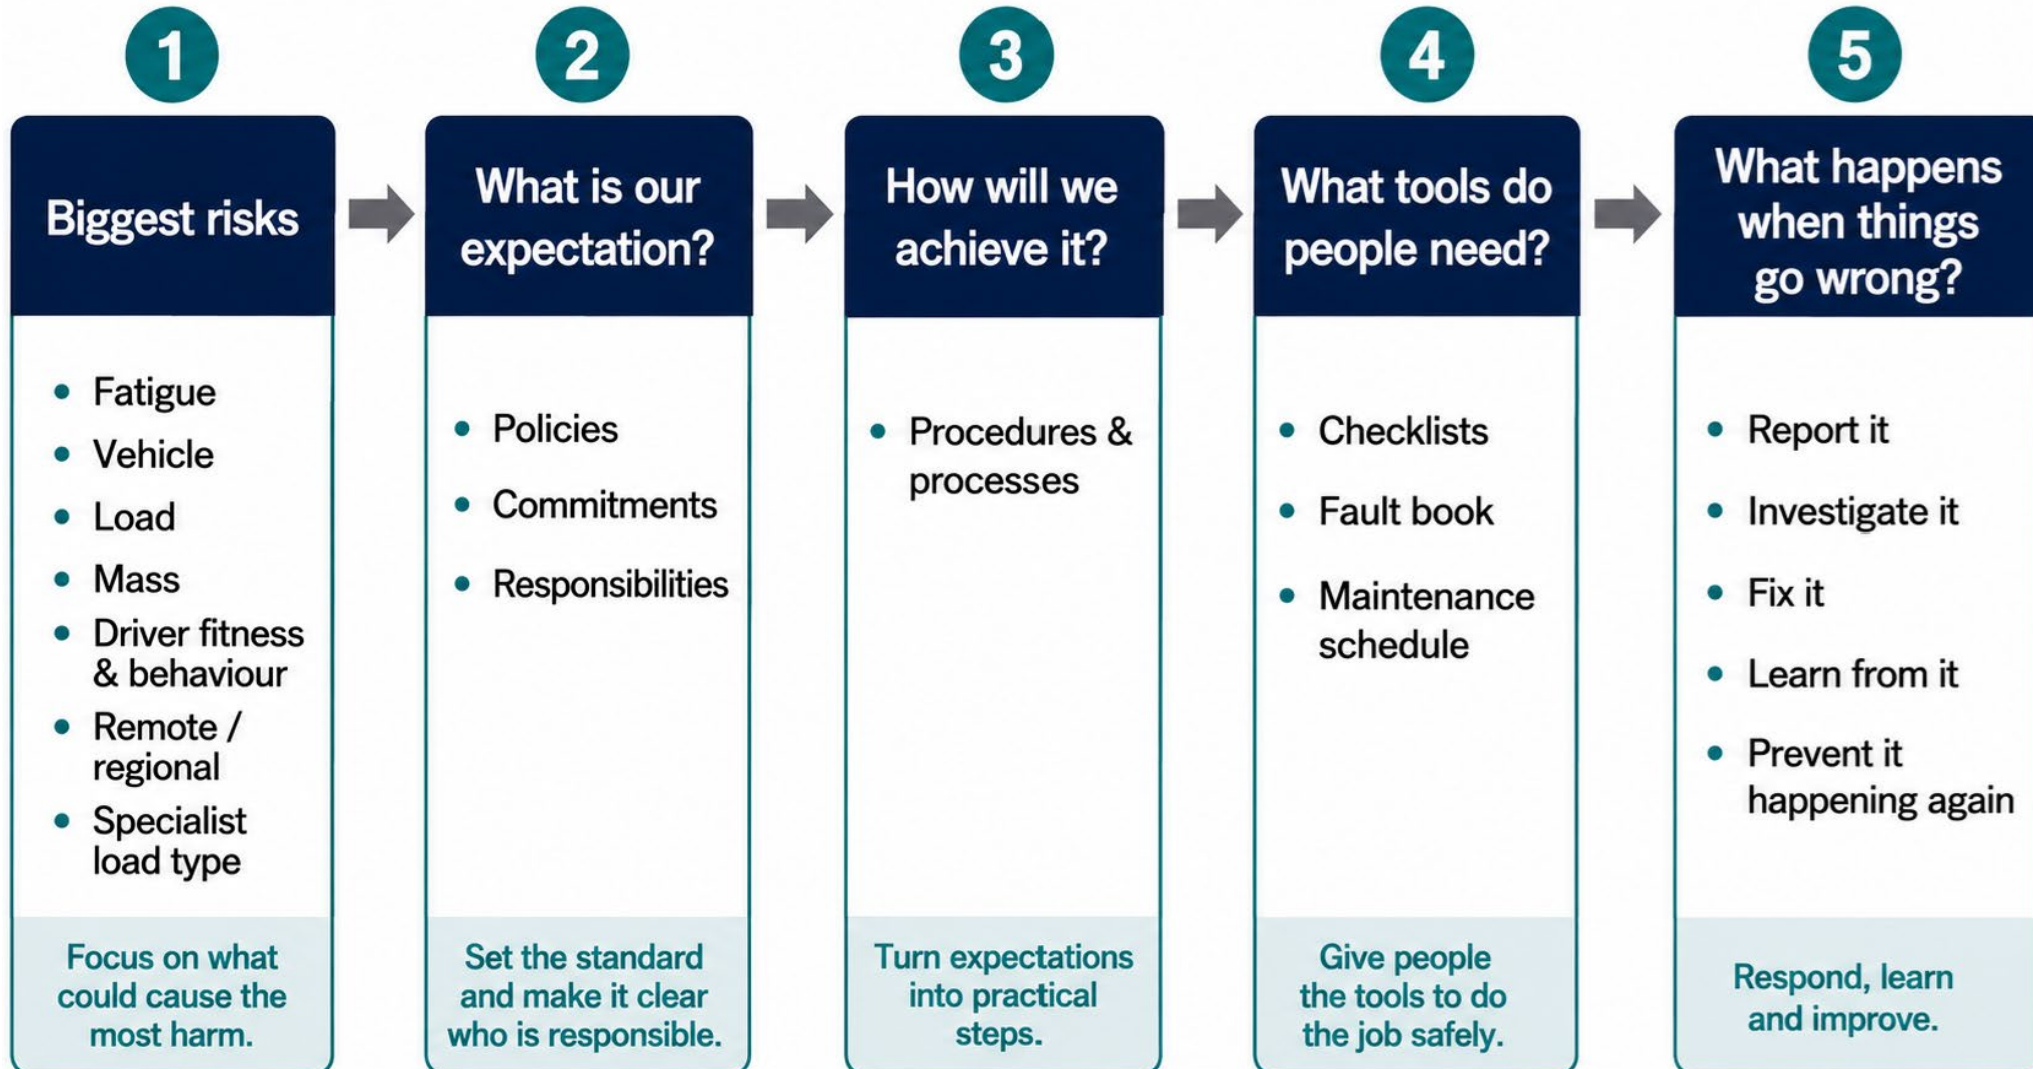 1
Biggest risks
Fatigue
Vehicle
Load
Mass
Driver fitness
& behaviour
Remote /
regional
Specialist
load type
Focus on what
could cause the
most harm.
2
What is our
expectation?
Policies
Commitments
Responsibilities
Set the standard
and make it clear
who is responsible.
3
How will we
achieve it?
Procedures &
processes
Turn expectations
into practical
steps.
4
What tools do
people need?
Checklists
Fault book
Maintenance
schedule
Give people
the tools to do
the job safely.
5
What happens
when things
go wrong?
Report it
Investigate it
Fix it
Learn from it
Prevent it
happening again
Respond, learn
and improve.